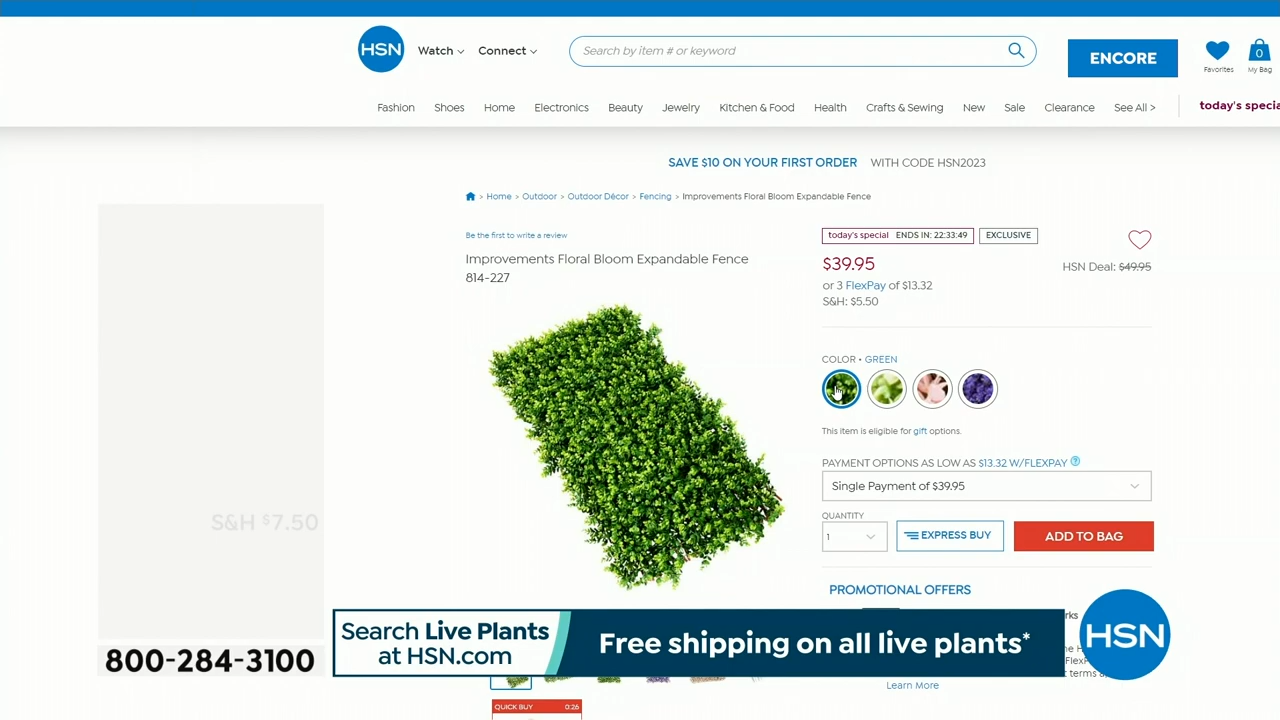 HSN
Watch
Connect
Search by item # or keyword
ENCORE
Favorites
0
My Bag
Fashion
Shoes
Home
Electronics
Beauty
Jewelry
Kitchen & Food
Health
Crafts & Sewing
New
Sale
Clearance
See All >
today's specia
SAVE $10 ON YOUR FIRST ORDER WITH CODE HSN2023
> Home > Outdoor > Outdoor Décor > Fencing > Improvements Floral Bloom Expandable Fence
Be the first to write a review
Improvements Floral Bloom Expandable Fence
814-227
today's special ENDS IN: 22:33:49
EXCLUSIVE
$39.95
HSN Deal: $49.95
or 3 FlexPay of $13.32
S&H: $5.50
COLOR • GREEN
This item is eligible for gift options.
PAYMENT OPTIONS AS LOW AS $13.32 W/FLEXPAY ?
Single Payment of $39.95
QUANTITY
1
EXPRESS BUY
ADD TO BAG
PROMOTIONAL OFFERS
S&H $7.50
800-284-3100
Search Live Plants
at HSN.com
Free shipping on all live plants*
HSN
Learn More
QUICK BUY 0:26